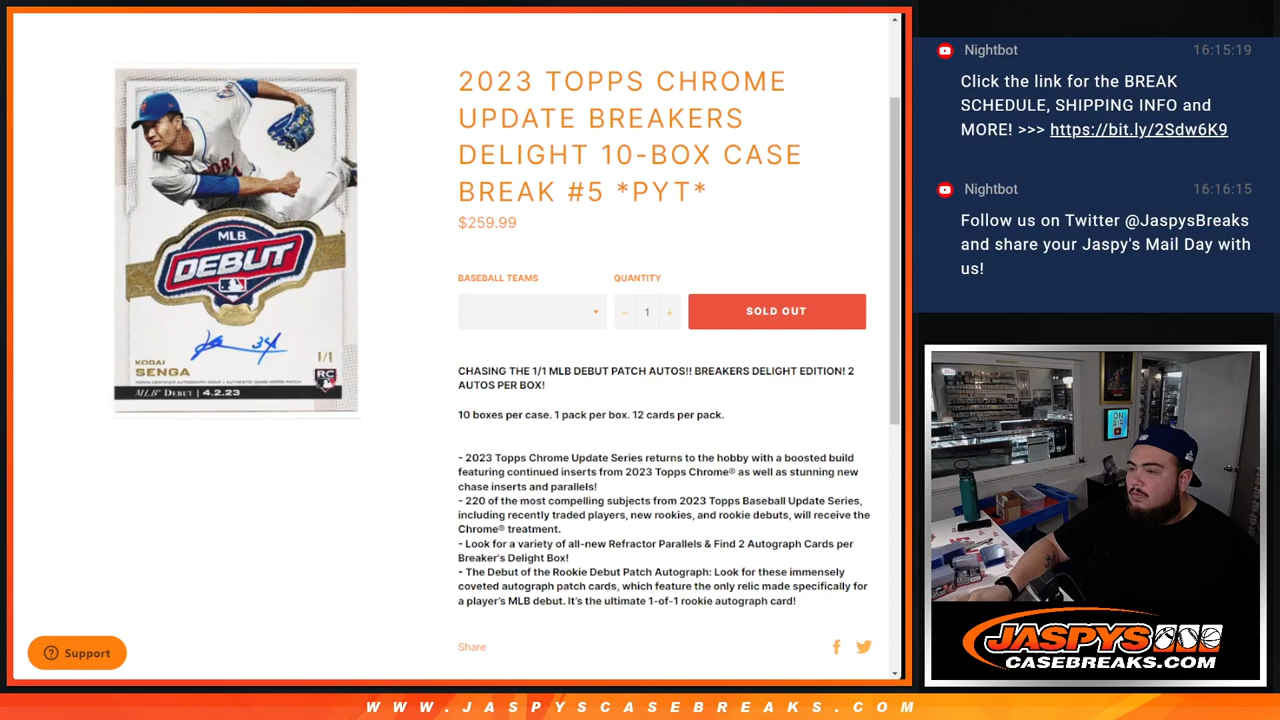 2023 TOPPS CHROME
UPDATE BREAKERS
DELIGHT 10-BOX CASE
BREAK #5 *PYT*
$259.99
BASEBALL TEAMS
QUANTITY
− 1 +
SOLD OUT
CHASING THE 1/1 MLB DEBUT PATCH AUTOS!! BREAKERS DELIGHT EDITION! 2
AUTOS PER BOX!
10 boxes per case. 1 pack per box. 12 cards per pack.
- 2023 Topps Chrome Update Series returns to the hobby with a boosted build
featuring continued inserts from 2023 Topps Chrome® as well as stunning new
chase inserts and parallels!
- 220 of the most compelling subjects from 2023 Topps Baseball Update Series,
including recently traded players, new rookies, and rookie debuts, will receive the
Chrome® treatment.
- Look for a variety of all-new Refractor Parallels & Find 2 Autograph Cards per
Breaker's Delight Box!
- The Debut of the Rookie Debut Patch Autograph: Look for these immensely
coveted autograph patch cards, which feature the only relic made specifically for
a player's MLB debut. It's the ultimate 1-of-1 rookie autograph card!
Share
MLB
DEBUT
34
1/1
KODAI
SENGA
RC
TOPPS CERTIFIED AUTOGRAPH ISSUE | AUTHENTIC GAME-WORN PATCH
MLB® DEBUT | 4.2.23
Support
Nightbot 16:15:19
Click the link for the BREAK
SCHEDULE, SHIPPING INFO and
MORE! >>> https://bit.ly/2Sdw6K9
Nightbot 16:16:15
Follow us on Twitter @JaspysBreaks
and share your Jaspy's Mail Day with
us!
ON
AIR
JASPYS
CASEBREAKS.COM
WWW.JASPYSCASEBREAKS.COM